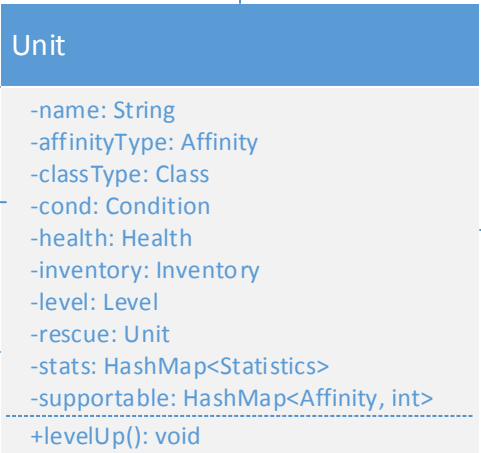 Unit
-name: String
-affinityType: Affinity
-classType: Class
-cond: Condition
-health: Health
-inventory: Inventory
-level: Level
-rescue: Unit
-stats: HashMap<Statistics>
-supportable: HashMap<Affinity, int>
+levelUp(): void